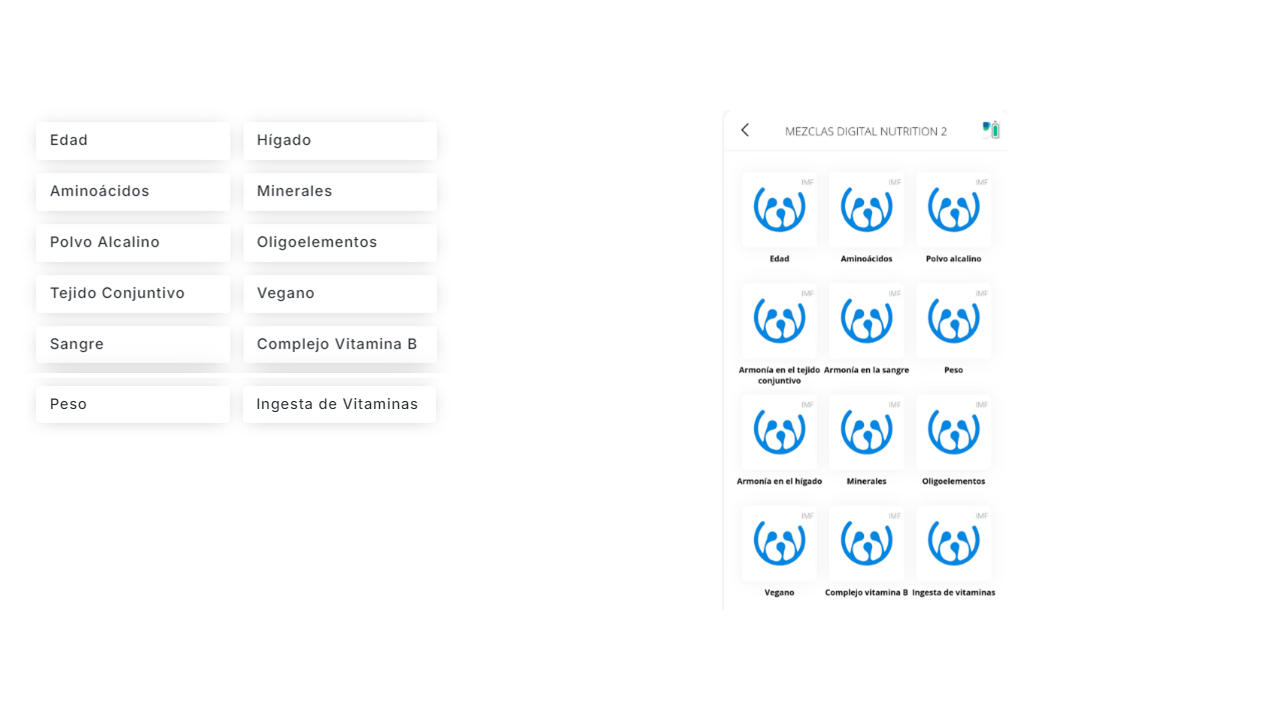 Edad
Hígado
Aminoácidos
Minerales
Polvo Alcalino
Oligoelementos
Tejido Conjuntivo
Vegano
Sangre
Complejo Vitamina B
Peso
Ingesta de Vitaminas
MEZCLAS DIGITAL NUTRITION 2
IMF IMF IMF
Edad Aminoácidos Polvo alcalino
IMF IMF IMF
Armonía en el tejido Armonía en la sangre Peso
conjuntivo
IMF IMF IMF
Armonía en el hígado Minerales Oligoelementos
IMF IMF IMF
Vegano Complejo vitamina B Ingesta de vitaminas